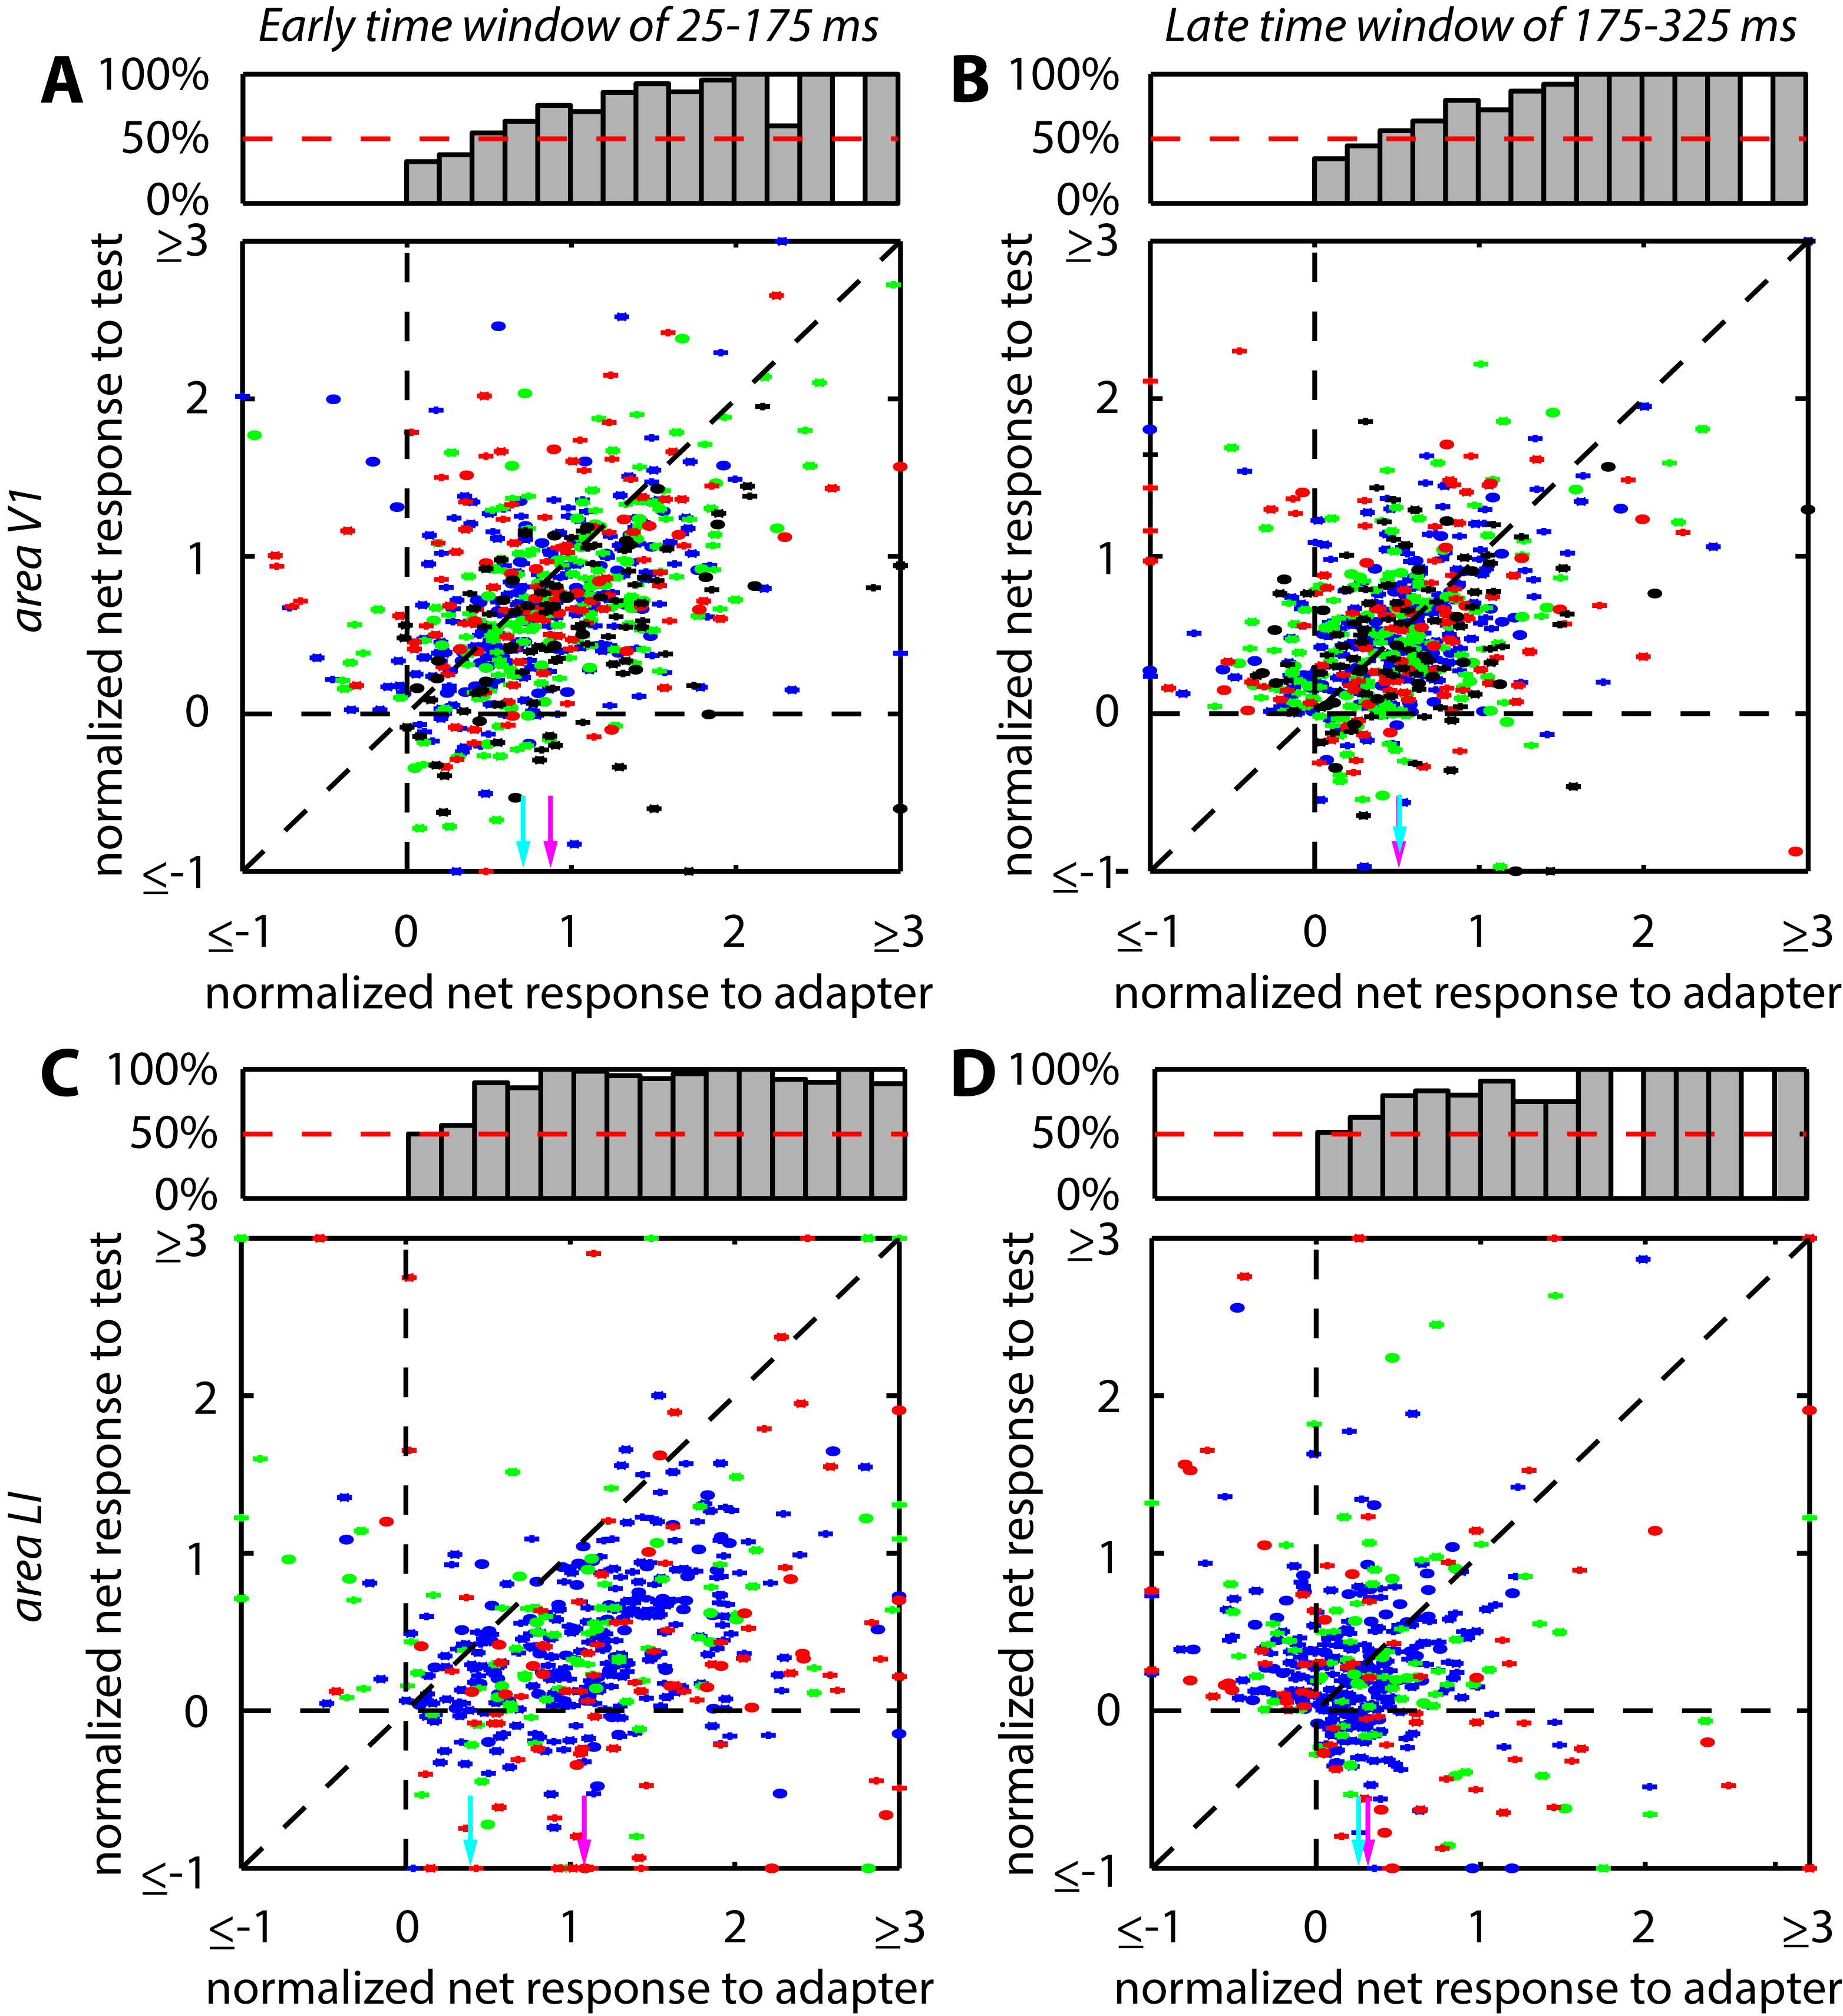 Early time window of 25-175 ms
Late time window of 175-325 ms
A
100%
50%
0%
≥3
2
1
0
≤-1
area V1
normalized net response to test
≤-1 0 1 2 ≥3
normalized net response to adapter
B
100%
50%
0%
≥3
2
1
0
≤-1
normalized net response to test
≤-1 0 1 2 ≥3
normalized net response to adapter
C
100%
50%
0%
≥3
2
1
0
≤-1
area LI
normalized net response to test
≤-1 0 1 2 ≥3
normalized net response to adapter
D
100%
50%
0%
≥3
2
1
0
≤-1
normalized net response to test
≤-1 0 1 2 ≥3
normalized net response to adapter